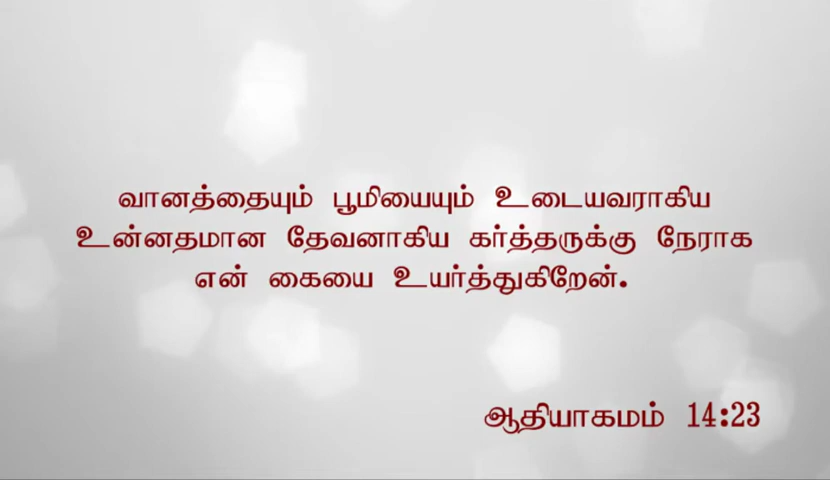 வானத்தையும் பூமியையும் உடையவராகிய
உன்னதமான தேவனாகிய கர்த்தருக்கு நேராக
என் கையை உயர்த்துகிறேன்.
ஆதியாகமம் 14:23